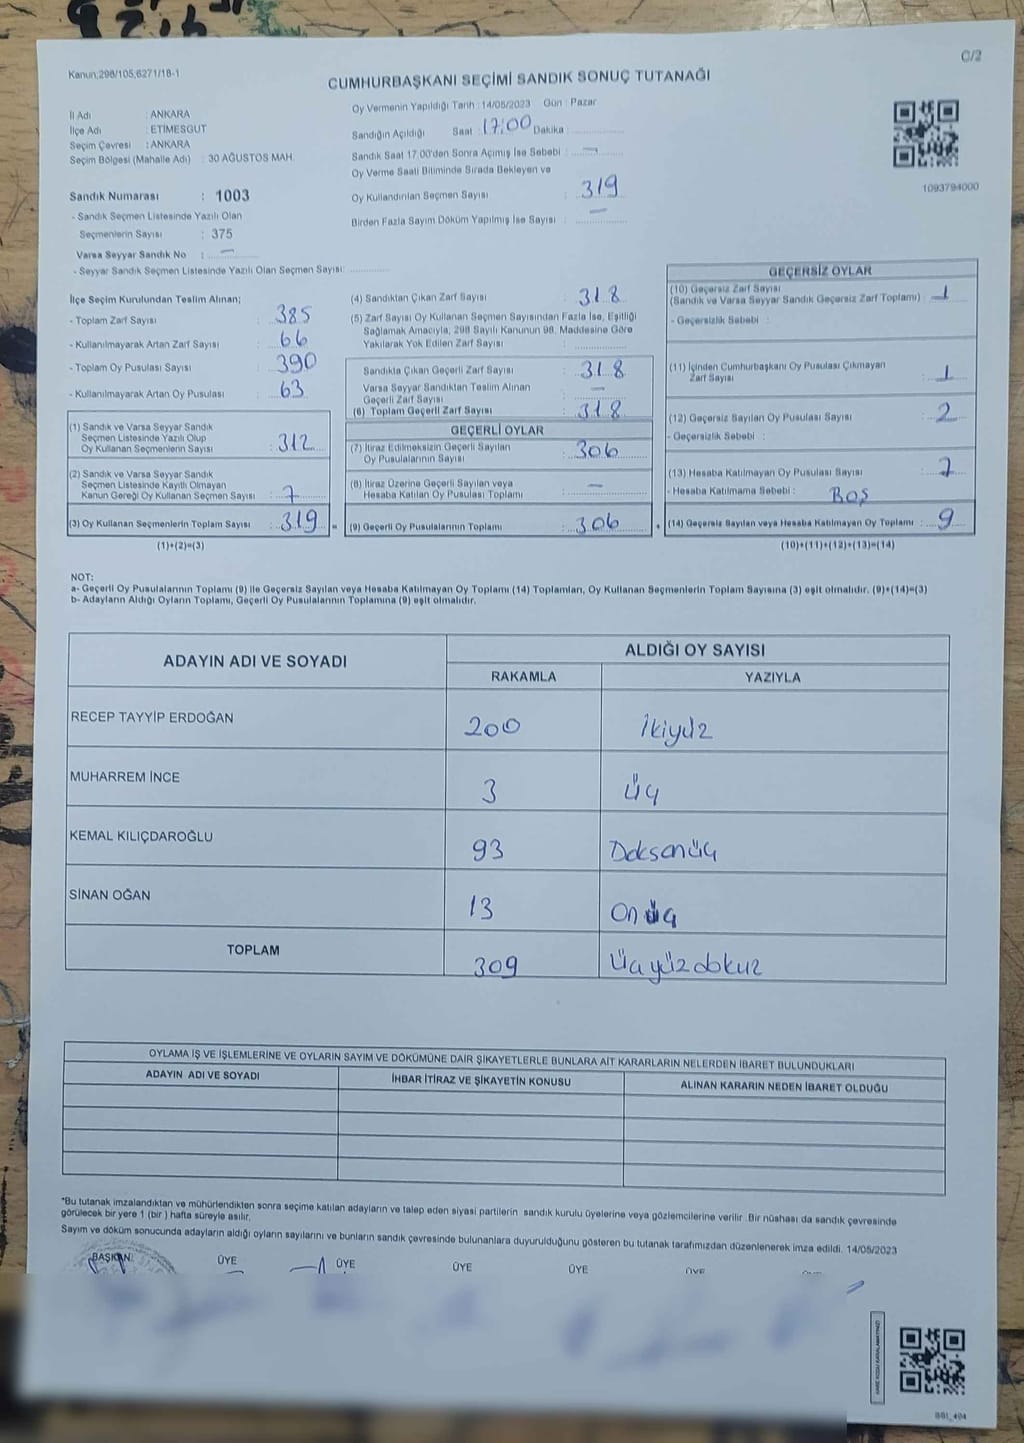 C/2
Kanun;298/105,6271/18-1
CUMHURBAŞKANI SEÇİMİ SANDIK SONUÇ TUTANAĞI
İl Adı : ANKARA
İlçe Adı : ETİMESGUT
Seçim Çevresi : ANKARA
Seçim Bölgesi (Mahalle Adı) : 30 AĞUSTOS MAH.
Sandık Numarası : 1003
- Sandık Seçmen Listesinde Yazılı Olan
Seçmenlerin Sayısı : 375
Varsa Seyyar Sandık No : —
- Seyyar Sandık Seçmen Listesinde Yazılı Olan Seçmen Sayısı:
Oy Vermenin Yapıldığı Tarih : 14/05/2023 Gün : Pazar
Sandığın Açıldığı Saat : 17:00 Dakika :
Sandık Saat 17:00'den Sonra Açımış İse Sebebi : —
Oy Verme Saati Bitiminde Sırada Bekleyen ve
Oy Kullandırılan Seçmen Sayısı : 319
Birden Fazla Sayım Döküm Yapılmış İse Sayısı : —
1093794000
İlçe Seçim Kurulundan Teslim Alınan;
- Toplam Zarf Sayısı : 385
- Kullanılmayarak Artan Zarf Sayısı : 66
- Toplam Oy Pusulası Sayısı : 390
- Kullanılmayarak Artan Oy Pusulası : 63
(1) Sandık ve Varsa Seyyar Sandık
Seçmen Listesinde Yazılı Olup
Oy Kullanan Seçmenlerin Sayısı : 312
(2) Sandık ve Varsa Seyyar Sandık
Seçmen Listesinde Kayıtlı Olmayan
Kanun Gereği Oy Kullanan Seçmen Sayısı : 7
(3) Oy Kullanan Seçmenlerin Toplam Sayısı : 319 =
(1)+(2)=(3)
(4) Sandıktan Çıkan Zarf Sayısı : 318
(5) Zarf Sayısı Oy Kullanan Seçmen Sayısından Fazla İse, Eşitliği
Sağlamak Amacıyla, 298 Sayılı Kanunun 98. Maddesine Göre
Yakılarak Yok Edilen Zarf Sayısı :
Sandıkta Çıkan Geçerli Zarf Sayısı : 318
Varsa Seyyar Sandıktan Teslim Alınan
Geçerli Zarf Sayısı : —
(6) Toplam Geçerli Zarf Sayısı : 318
GEÇERLİ OYLAR
(7) İtiraz Edilmeksizin Geçerli Sayılan
Oy Pusulalarının Sayısı : 306
(8) İtiraz Üzerine Geçerli Sayılan veya
Hesaba Katılan Oy Pusulası Toplamı : —
(9) Geçerli Oy Pusulalarının Toplamı : 306 +
GEÇERSİZ OYLAR
(10) Geçersiz Zarf Sayısı
(Sandık ve Varsa Seyyar Sandık Geçersiz Zarf Toplamı) : 1
- Geçersizlik Sebebi :
(11) İçinden Cumhurbaşkanı Oy Pusulası Çıkmayan
Zarf Sayısı : 1
(12) Geçersiz Sayılan Oy Pusulası Sayısı : 2
- Geçersizlik Sebebi :
(13) Hesaba Katılmayan Oy Pusulası Sayısı :
- Hesaba Katılmama Sebebi : BOŞ
(14) Geçersiz Sayılan veya Hesaba Katılmayan Oy Toplamı : 9
(10)+(11)+(12)+(13)=(14)
NOT:
a- Geçerli Oy Pusulalarının Toplamı (9) ile Geçersiz Sayılan veya Hesaba Katılmayan Oy Toplamı (14) Toplamları, Oy Kullanan Seçmenlerin Toplam Sayısına (3) eşit olmalıdır. (9)+(14)=(3)
b- Adayların Aldığı Oyların Toplamı, Geçerli Oy Pusulalarının Toplamına (9) eşit olmalıdır.
ADAYIN ADI VE SOYADI
ALDIĞI OY SAYISI
RAKAMLA YAZIYLA
RECEP TAYYİP ERDOĞAN 200 İkiyüz
MUHARREM İNCE 3 Üç
KEMAL KILIÇDAROĞLU 93 Doksanüç
SİNAN OĞAN 13 Onüç
TOPLAM 309 Üçyüzdokuz
OYLAMA İŞ VE İŞLEMLERİNE VE OYLARIN SAYIM VE DÖKÜMÜNE DAİR ŞİKAYETLERLE BUNLARA AİT KARARLARIN NELERDEN İBARET BULUNDUKLARI
ADAYIN ADI VE SOYADI İHBAR İTİRAZ VE ŞİKAYETİN KONUSU ALINAN KARARIN NEDEN İBARET OLDUĞU
*Bu tutanak imzalandıktan ve mühürlendikten sonra seçime katılan adayların ve talep eden siyasi partilerin sandık kurulu üyelerine veya gözlemcilerine verilir. Bir nüshası da sandık çevresinde
görülecek bir yere 1 (bir ) hafta süreyle asılır.
Sayım ve döküm sonucunda adayların aldığı oyların sayılarını ve bunların sandık çevresinde bulunanlara duyurulduğunu gösteren bu tutanak tarafımızdan düzenlenerek imza edildi. 14/05/2023
BAŞKAN ÜYE ÜYE ÜYE ÜYE ÜYE